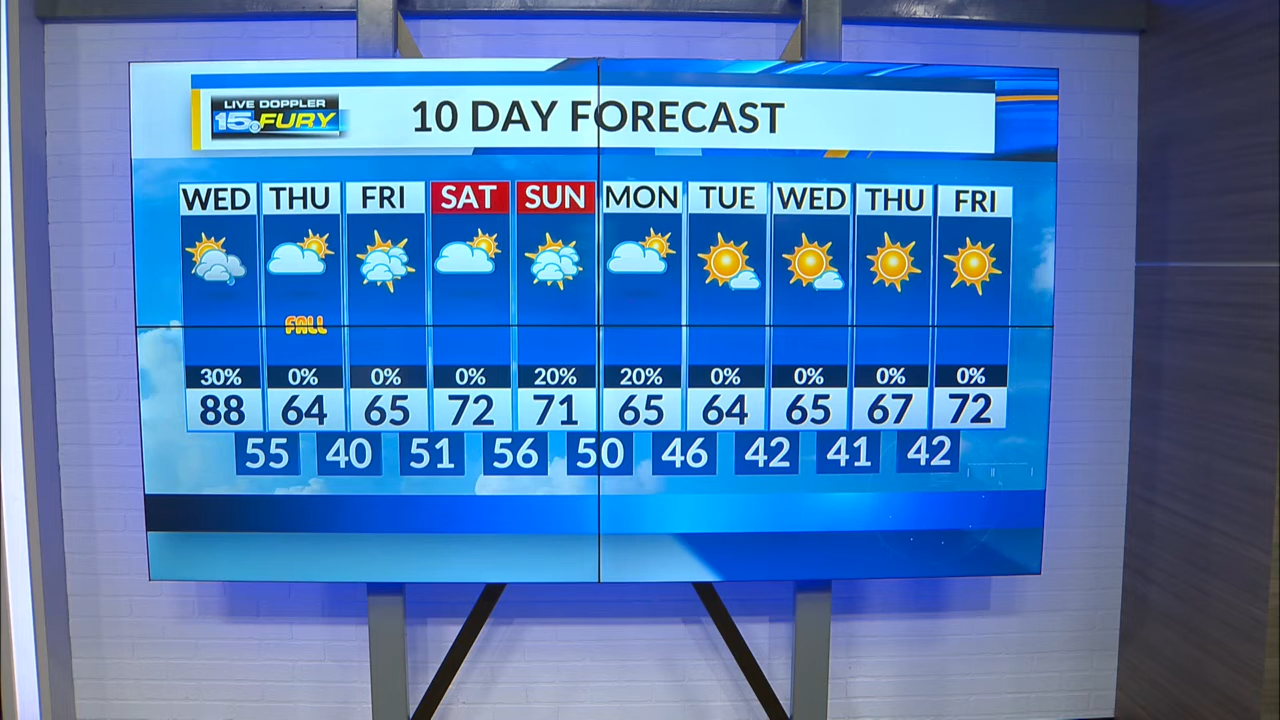 LIVE DOPPLER
15 FURY
10 DAY FORECAST
WED THU FRI SAT SUN MON TUE WED THU FRI
FALL
30% 0% 0% 0% 20% 20% 0% 0% 0% 0%
88 64 65 72 71 65 64 65 67 72
55 40 51 56 50 46 42 41 42